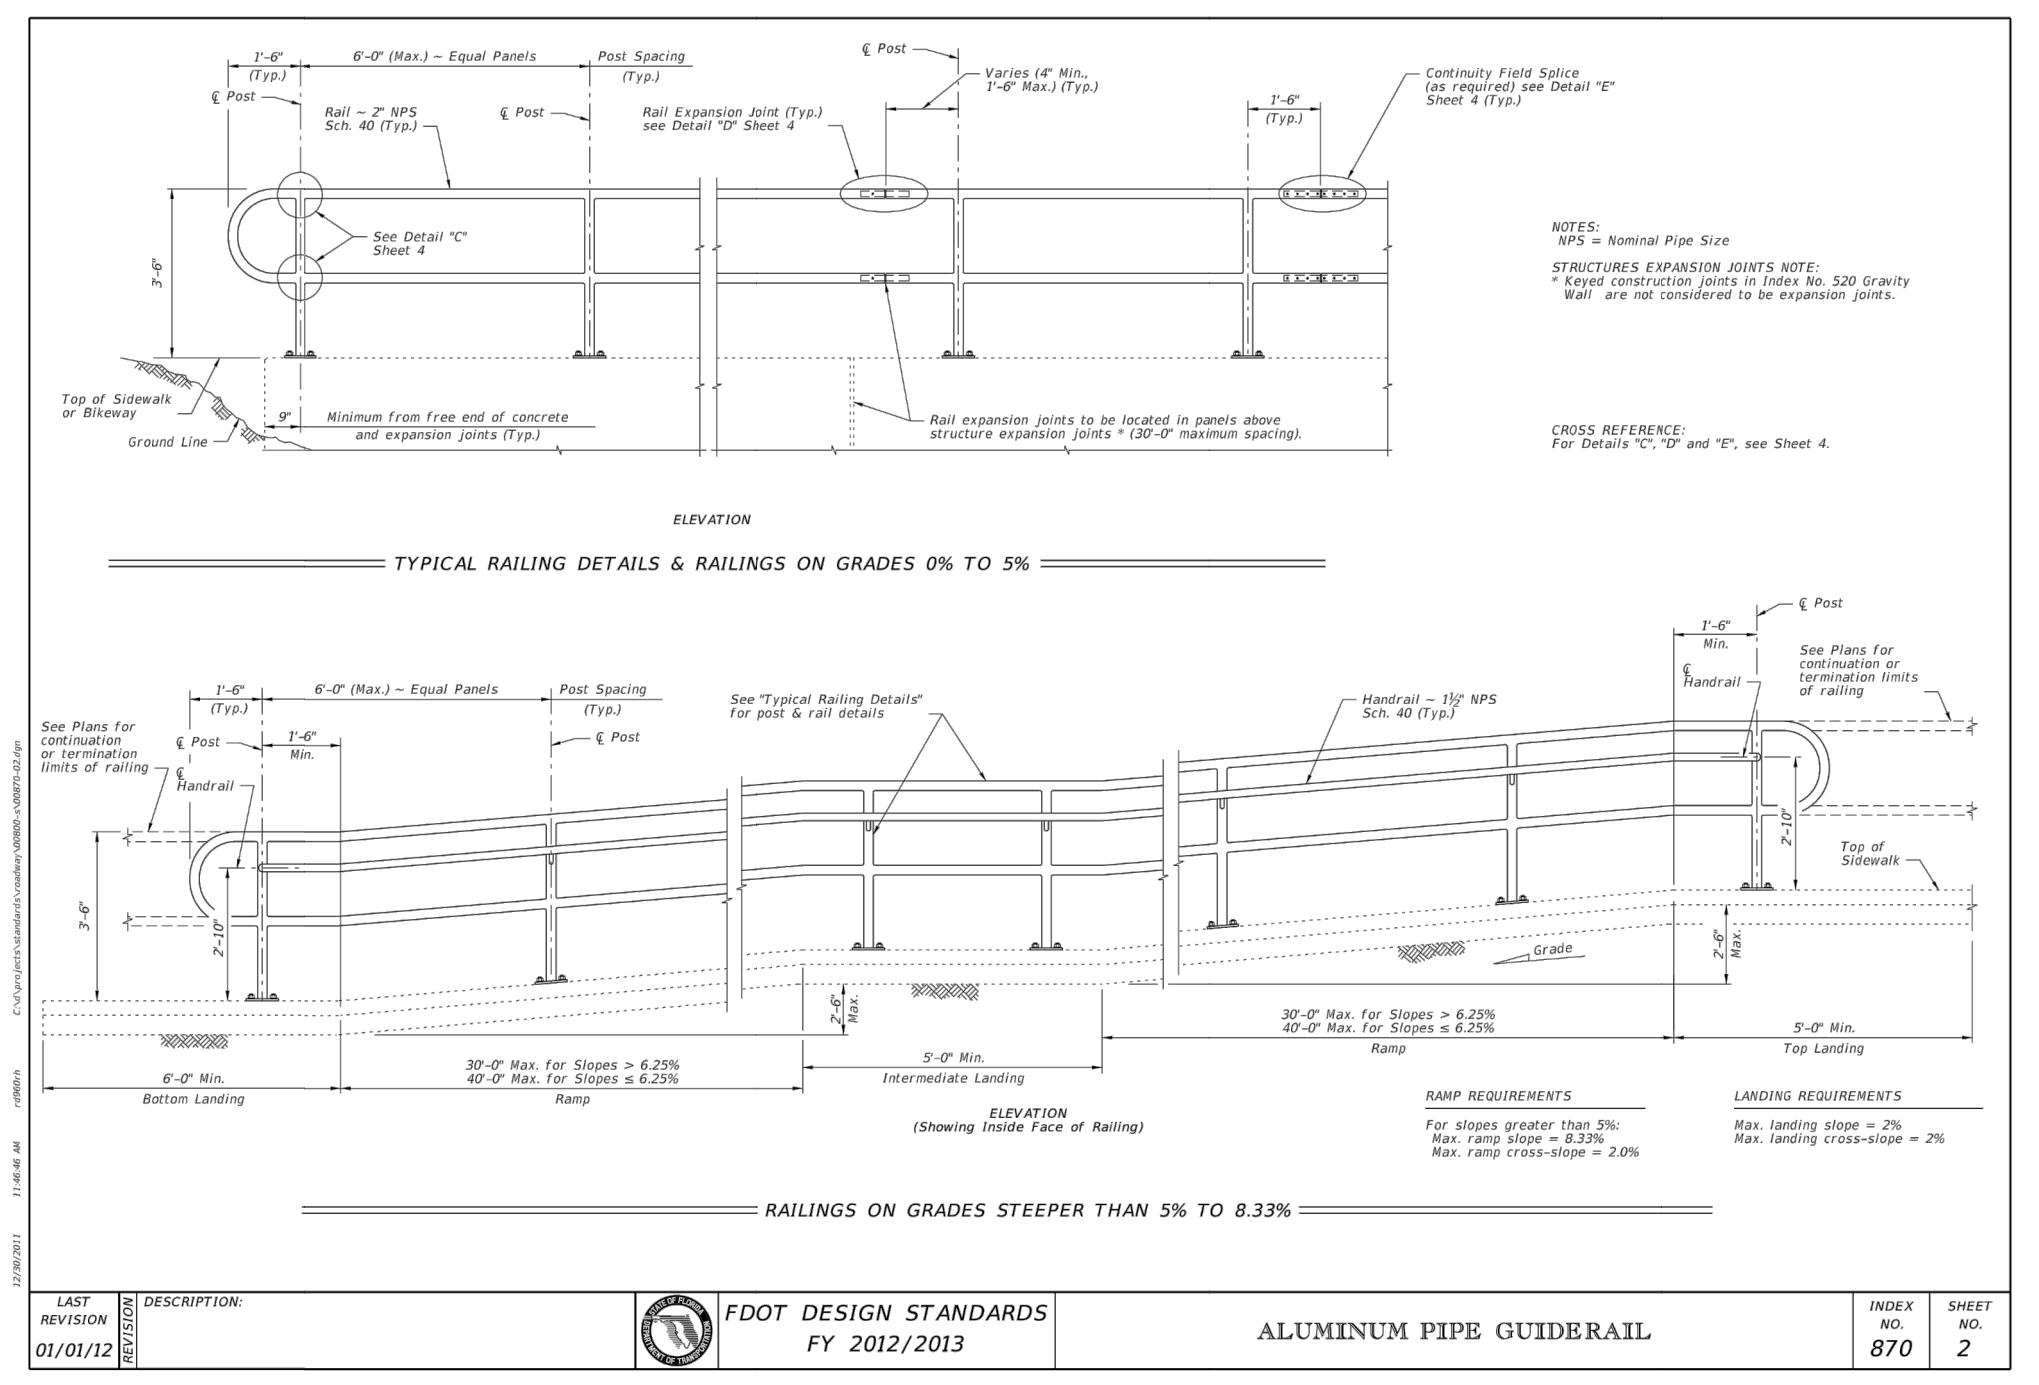 1'-6"
(Typ.)
6'-0" (Max.) ~ Equal Panels
Post Spacing
(Typ.)
℄ Post
℄ Post
℄ Post
Rail ~ 2" NPS
Sch. 40 (Typ.)
Rail Expansion Joint (Typ.)
see Detail "D" Sheet 4
Varies (4" Min.,
1'-6" Max.) (Typ.)
1'-6"
(Typ.)
Continuity Field Splice
(as required) see Detail "E"
Sheet 4 (Typ.)
See Detail "C"
Sheet 4
3'-6"
Top of Sidewalk
or Bikeway
Ground Line
9"
Minimum from free end of concrete
and expansion joints (Typ.)
Rail expansion joints to be located in panels above
structure expansion joints * (30'-0" maximum spacing).
NOTES:
NPS = Nominal Pipe Size
STRUCTURES EXPANSION JOINTS NOTE:
* Keyed construction joints in Index No. 520 Gravity
Wall are not considered to be expansion joints.
CROSS REFERENCE:
For Details "C", "D" and "E", see Sheet 4.
ELEVATION
TYPICAL RAILING DETAILS & RAILINGS ON GRADES 0% TO 5%
℄ Post
1'-6"
Min.
℄
Handrail
See Plans for
continuation or
termination limits
of railing
1'-6"
(Typ.)
6'-0" (Max.) ~ Equal Panels
Post Spacing
(Typ.)
See "Typical Railing Details"
for post & rail details
Handrail ~ 1½" NPS
Sch. 40 (Typ.)
See Plans for
continuation
or termination
limits of railing
℄ Post
1'-6"
Min.
℄ Post
℄
Handrail
3'-6"
2'-10"
2'-10"
Top of
Sidewalk
Grade
2'-6"
Max.
2'-6"
Max.
30'-0" Max. for Slopes > 6.25%
40'-0" Max. for Slopes ≤ 6.25%
Ramp
5'-0" Min.
Top Landing
5'-0" Min.
Intermediate Landing
30'-0" Max. for Slopes > 6.25%
40'-0" Max. for Slopes ≤ 6.25%
Ramp
6'-0" Min.
Bottom Landing
ELEVATION
(Showing Inside Face of Railing)
RAMP REQUIREMENTS
For slopes greater than 5%:
Max. ramp slope = 8.33%
Max. ramp cross-slope = 2.0%
LANDING REQUIREMENTS
Max. landing slope = 2%
Max. landing cross-slope = 2%
RAILINGS ON GRADES STEEPER THAN 5% TO 8.33%
C:\d\projects\standards\roadway\00800-s\00870-02.dgn
rd960rh
11:46:46 AM
12/30/2011
LAST
REVISION
01/01/12
REVISION
DESCRIPTION:
STATE OF FLORIDA
DEPARTMENT OF TRANSPORTATION
FDOT DESIGN STANDARDS
FY 2012/2013
ALUMINUM PIPE GUIDERAIL
INDEX
NO.
870
SHEET
NO.
2